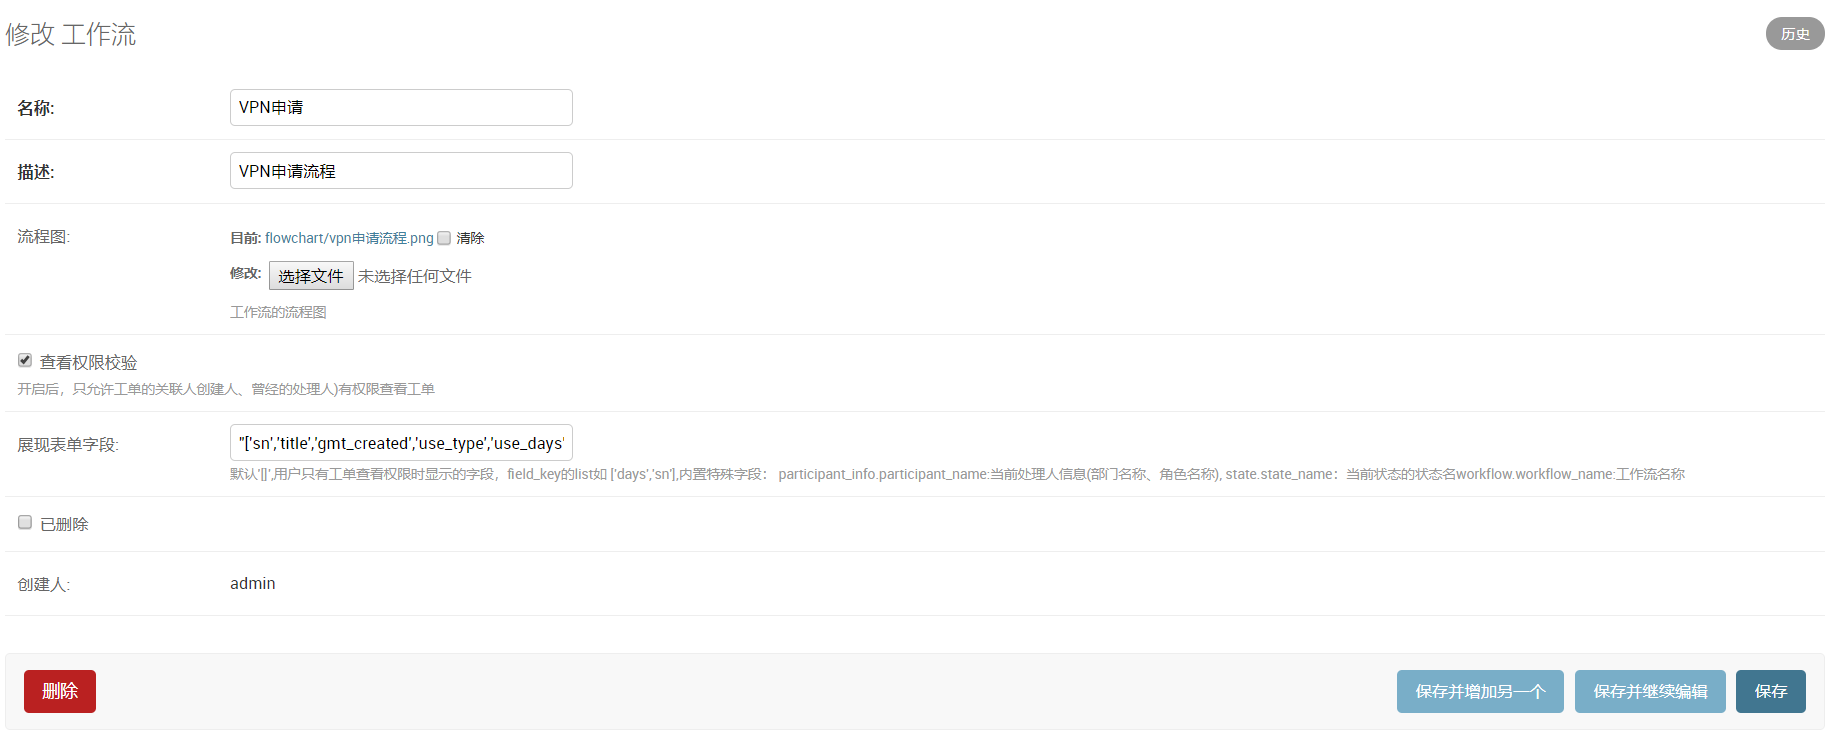 修改 工作流
历史
名称:
VPN申请
描述:
VPN申请流程
流程图:
目前: flowchart/vpn申请流程.png 清除
修改: 选择文件 未选择任何文件
工作流的流程图
查看权限校验
开启后，只允许工单的关联人创建人、曾经的处理人)有权限查看工单
展现表单字段:
"['sn','title','gmt_created','use_type','use_days'
默认'[]',用户只有工单查看权限时显示的字段，field_key的list如 ['days','sn'],内置特殊字段： participant_info.participant_name:当前处理人信息(部门名称、角色名称), state.state_name：当前状态的状态名workflow.workflow_name:工作流名称
已删除
创建人:
admin
删除
保存并增加另一个
保存并继续编辑
保存